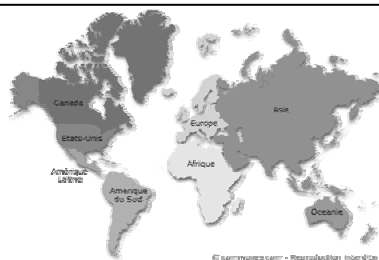 Canada
Etats-Unis
Amérique
Latine
Amérique
du Sud
Europe
Afrique
Asie
Océanie
- Reproduction interdite